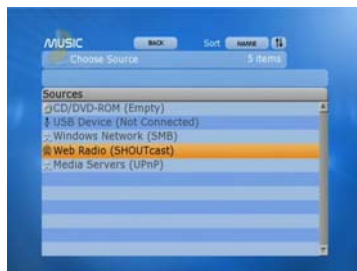 MUSIC BACK Sort NAME
Choose Source 5 items
Sources
CD/DVD-ROM (Empty)
USB Device (Not Connected)
Windows Network (SMB)
Web Radio (SHOUTcast)
Media Servers (UPnP)